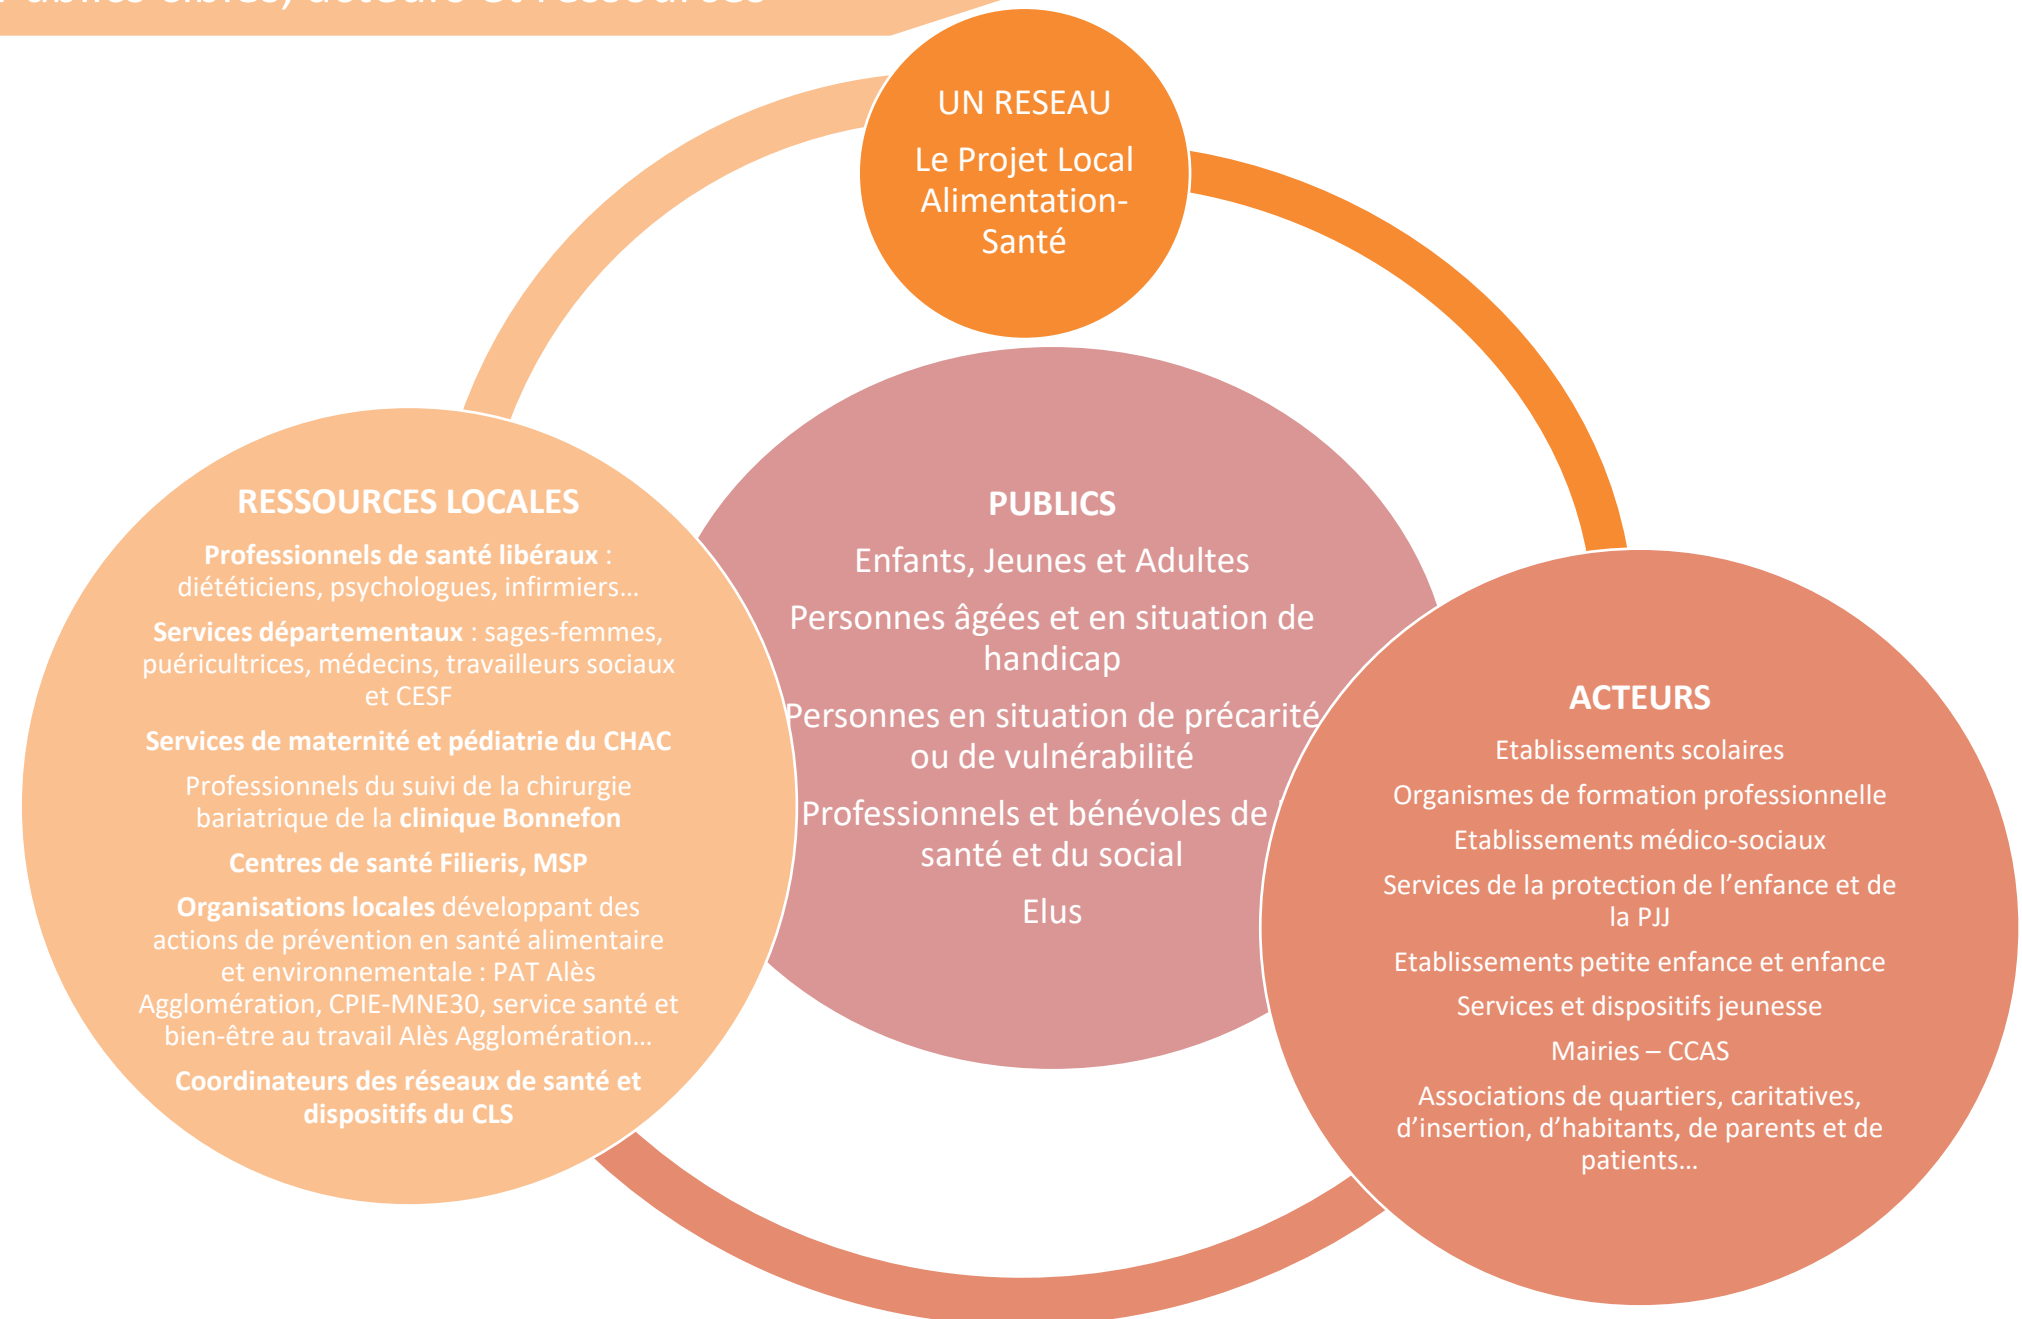 Publics cibles, acteurs et ressources
UN RESEAU
Le Projet Local
Alimentation-
Santé
RESSOURCES LOCALES
Professionnels de santé libéraux :
diététiciens, psychologues, infirmiers…
Services départementaux : sages-femmes,
puéricultrices, médecins, travailleurs sociaux
et CESF
Services de maternité et pédiatrie du CHAC
Professionnels du suivi de la chirurgie
bariatrique de la clinique Bonnefon
Centres de santé Filieris, MSP
Organisations locales développant des
actions de prévention en santé alimentaire
et environnementale : PAT Alès
Agglomération, CPIE-MNE30, service santé et
bien-être au travail Alès Agglomération…
Coordinateurs des réseaux de santé et
dispositifs du CLS
PUBLICS
Enfants, Jeunes et Adultes
Personnes âgées et en situation de
handicap
Personnes en situation de précarité
ou de vulnérabilité
Professionnels et bénévoles de
santé et du social
Elus
ACTEURS
Etablissements scolaires
Organismes de formation professionnelle
Etablissements médico-sociaux
Services de la protection de l’enfance et de
la PJJ
Etablissements petite enfance et enfance
Services et dispositifs jeunesse
Mairies – CCAS
Associations de quartiers, caritatives,
d’insertion, d’habitants, de parents et de
patients…